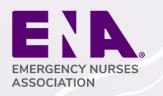 ENA®
EMERGENCY NURSES
ASSOCIATION